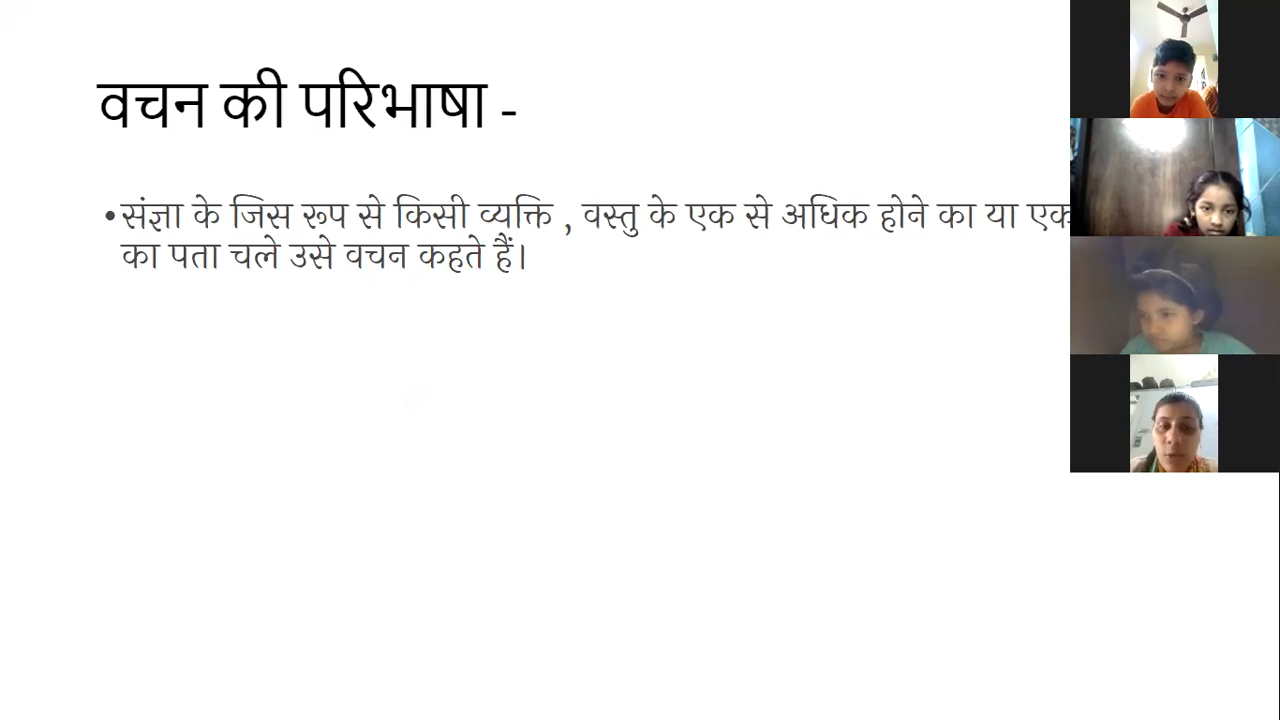 वचन की परिभाषा -
•संज्ञा के जिस रूप से किसी व्यक्ति , वस्तु के एक से अधिक होने का या एक
का पता चले उसे वचन कहते हैं।